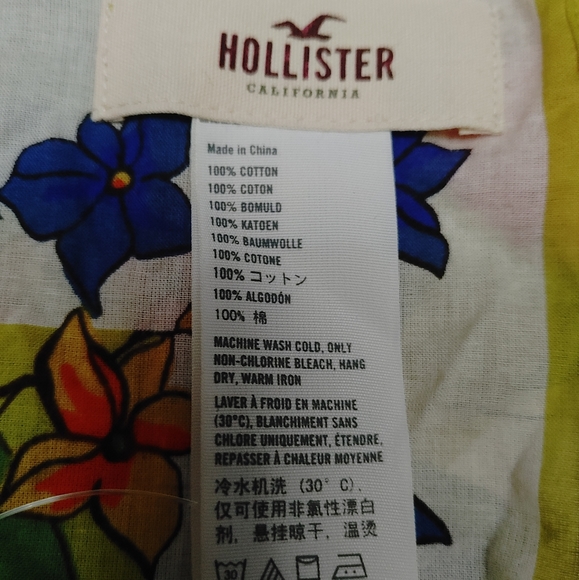 HOLLISTER
CALIFORNIA
Made in China
100% COTTON
100% COTON
100% BOMULD
100% KATOEN
100% BAUMWOLLE
100% COTONE
100% コットン
100% ALGODÓN
100% 棉
MACHINE WASH COLD, ONLY
NON-CHLORINE BLEACH, HANG
DRY, WARM IRON
LAVER À FROID EN MACHINE
(30°C), BLANCHIMENT SANS
CHLORE UNIQUEMENT, ÉTENDRE,
REPASSER À CHALEUR MOYENNE
冷水机洗 (30°C),
仅可使用非氯性漂白
剂, 悬挂晾干, 温烫
30